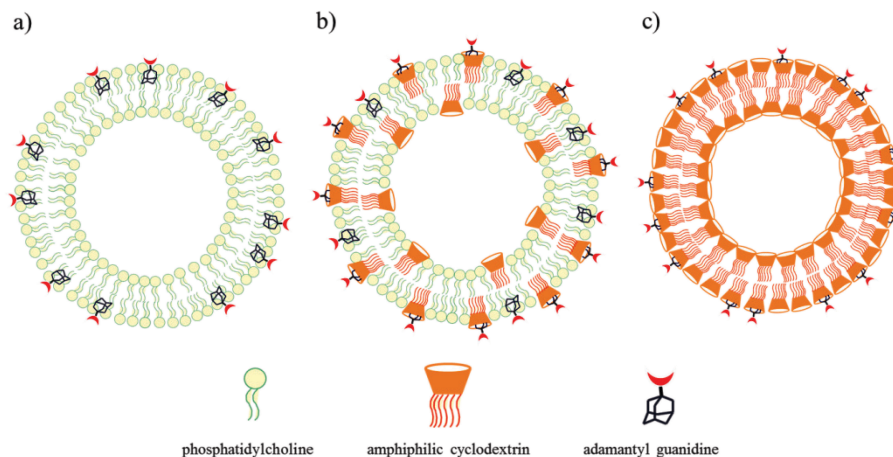 a)
b)
c)
phosphatidylcholine
amphiphilic cyclodextrin
adamantyl guanidine